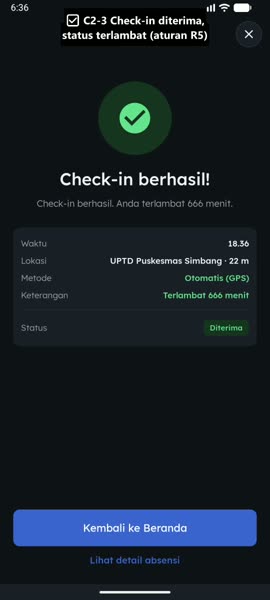 6:36
☑ C2-3 Check-in diterima,
status terlambat (aturan R5)
Check-in berhasil!
Check-in berhasil. Anda terlambat 666 menit.
Waktu 18.36
Lokasi UPTD Puskesmas Simbang · 22 m
Metode Otomatis (GPS)
Keterangan Terlambat 666 menit
Status Diterima
Kembali ke Beranda
Lihat detail absensi